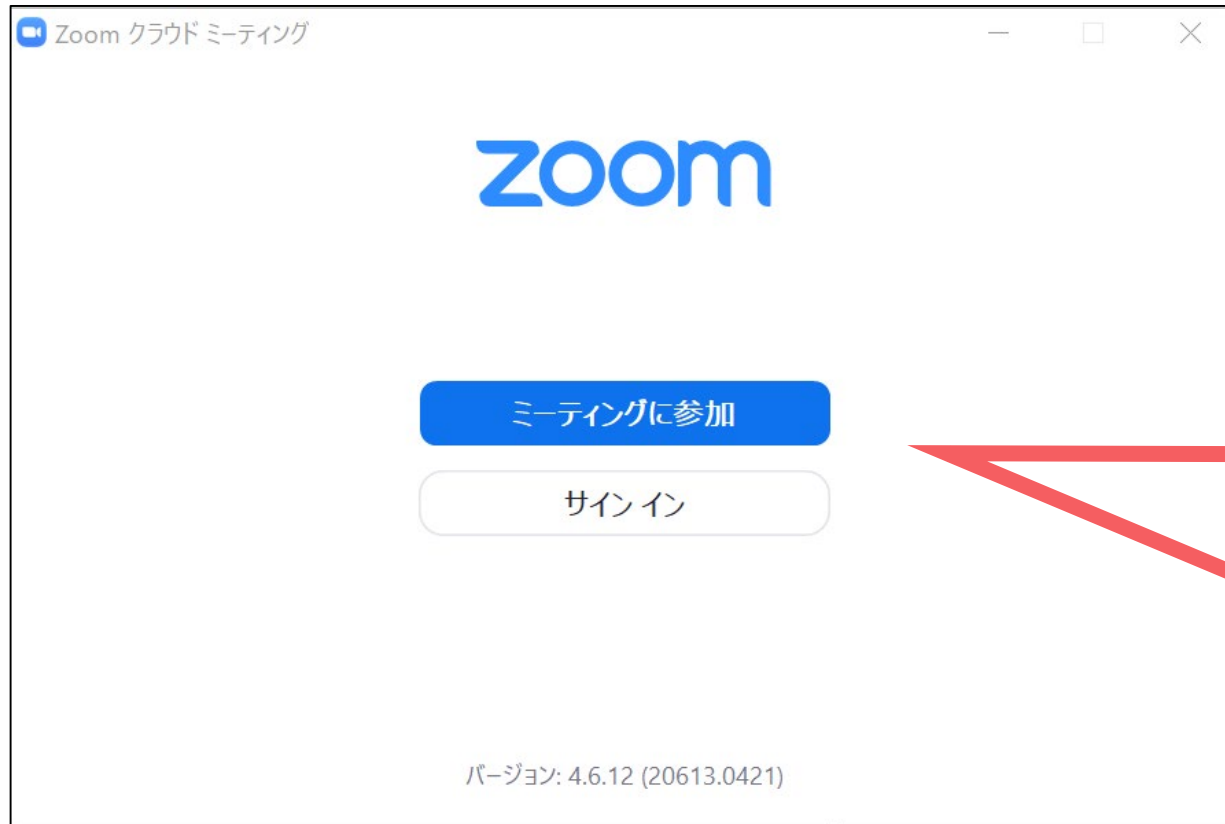 Zoom クラウド ミーティング
zoom
ミーティングに参加
サイン イン
バージョン: 4.6.12 (20613.0421)